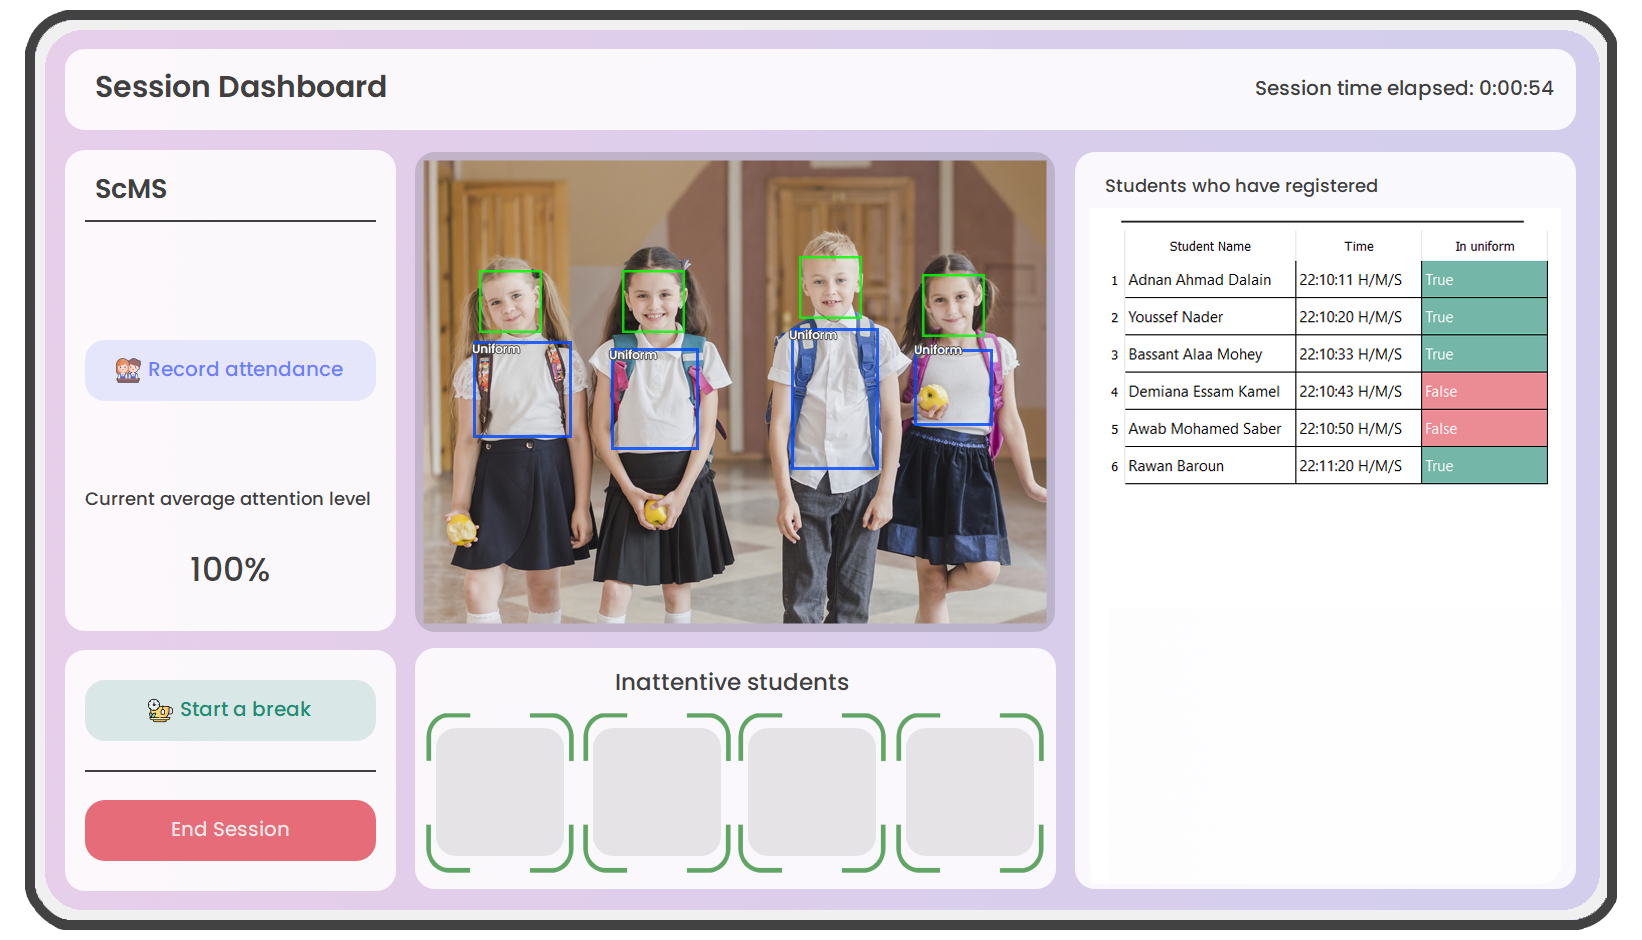 Session Dashboard
Session time elapsed: 0:00:54
ScMS
Record attendance
Current average attention level
100%
Start a break
End Session
Uniform
Uniform
Uniform
Uniform
Inattentive students
Students who have registered
Student Name Time In uniform
1 Adnan Ahmad Dalain 22:10:11 H/M/S True
2 Youssef Nader 22:10:20 H/M/S True
3 Bassant Alaa Mohey 22:10:33 H/M/S True
4 Demiana Essam Kamel 22:10:43 H/M/S False
5 Awab Mohamed Saber 22:10:50 H/M/S False
6 Rawan Baroun 22:11:20 H/M/S True